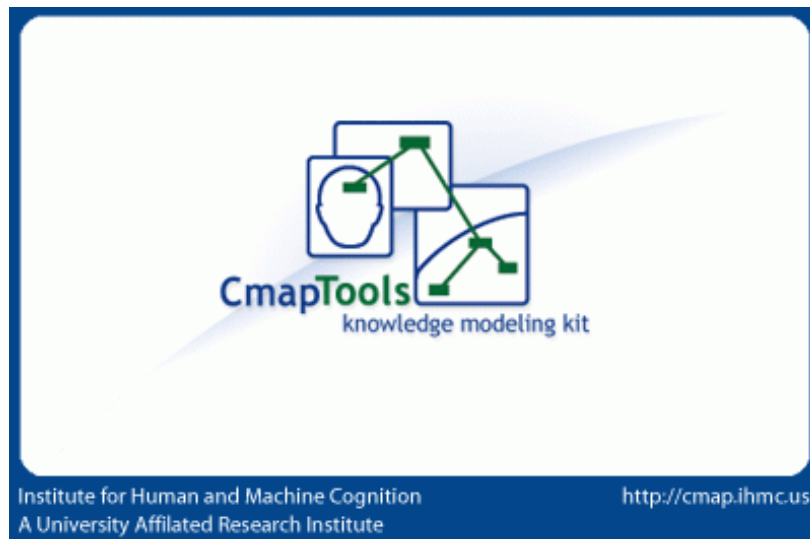 CmapTools
knowledge modeling kit
Institute for Human and Machine Cognition
http://cmap.ihmc.us
A University Affilated Research Institute